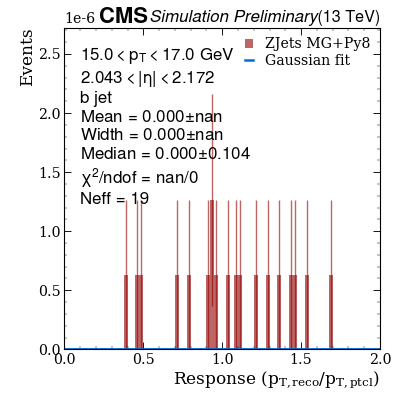 1e-6 CMS Simulation Preliminary (13 TeV)
Events
ZJets MG+Py8
Gaussian fit
15.0 < pT < 17.0 GeV
2.043 < |η| < 2.172
b jet
Mean = 0.000±nan
Width = 0.000±nan
Median = 0.000±0.104
χ²/ndof = nan/0
Neff = 19
2.5
2.0
1.5
1.0
0.5
0.0
0.0 0.5 1.0 1.5 2.0
Response (pT,reco/pT,ptcl)